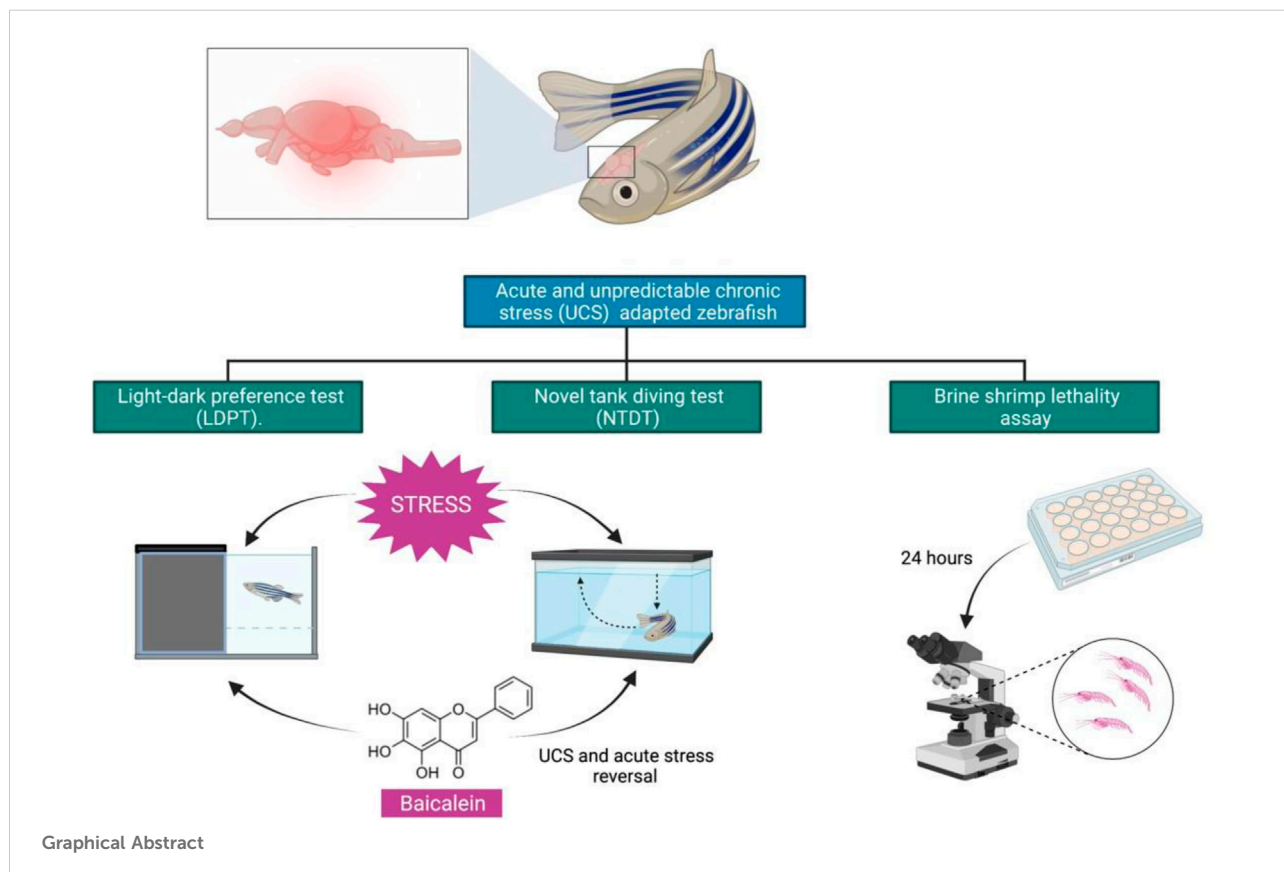 Acute and unpredictable chronic
stress (UCS) adapted zebrafish
Light-dark preference test
(LDPT).
Novel tank diving test
(NTDT)
Brine shrimp lethality
assay
STRESS
24 hours
HO
O
HO
OH
O
UCS and acute stress
reversal
Baicalein
Graphical Abstract